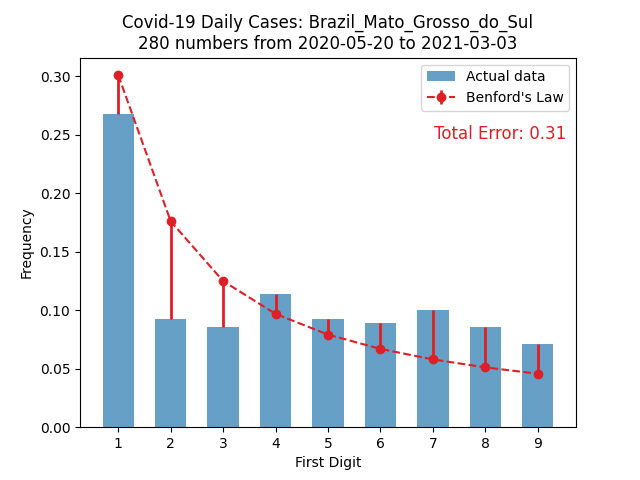 Covid-19 Daily Cases: Brazil_Mato_Grosso_do_Sul
280 numbers from 2020-05-20 to 2021-03-03
Actual data
Benford's Law
Total Error: 0.31
0.30
0.25
0.20
0.15
0.10
0.05
0.00
Frequency
1 2 3 4 5 6 7 8 9
First Digit